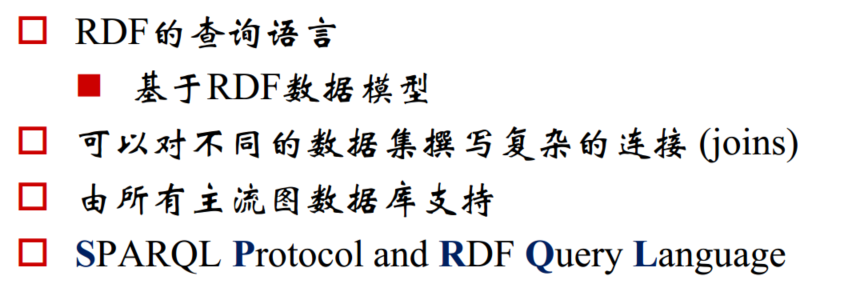 RDF的查询语言
基于RDF数据模型
可以对不同的数据集撰写复杂的连接 (joins)
由所有主流图数据库支持
SPARQL Protocol and RDF Query Language